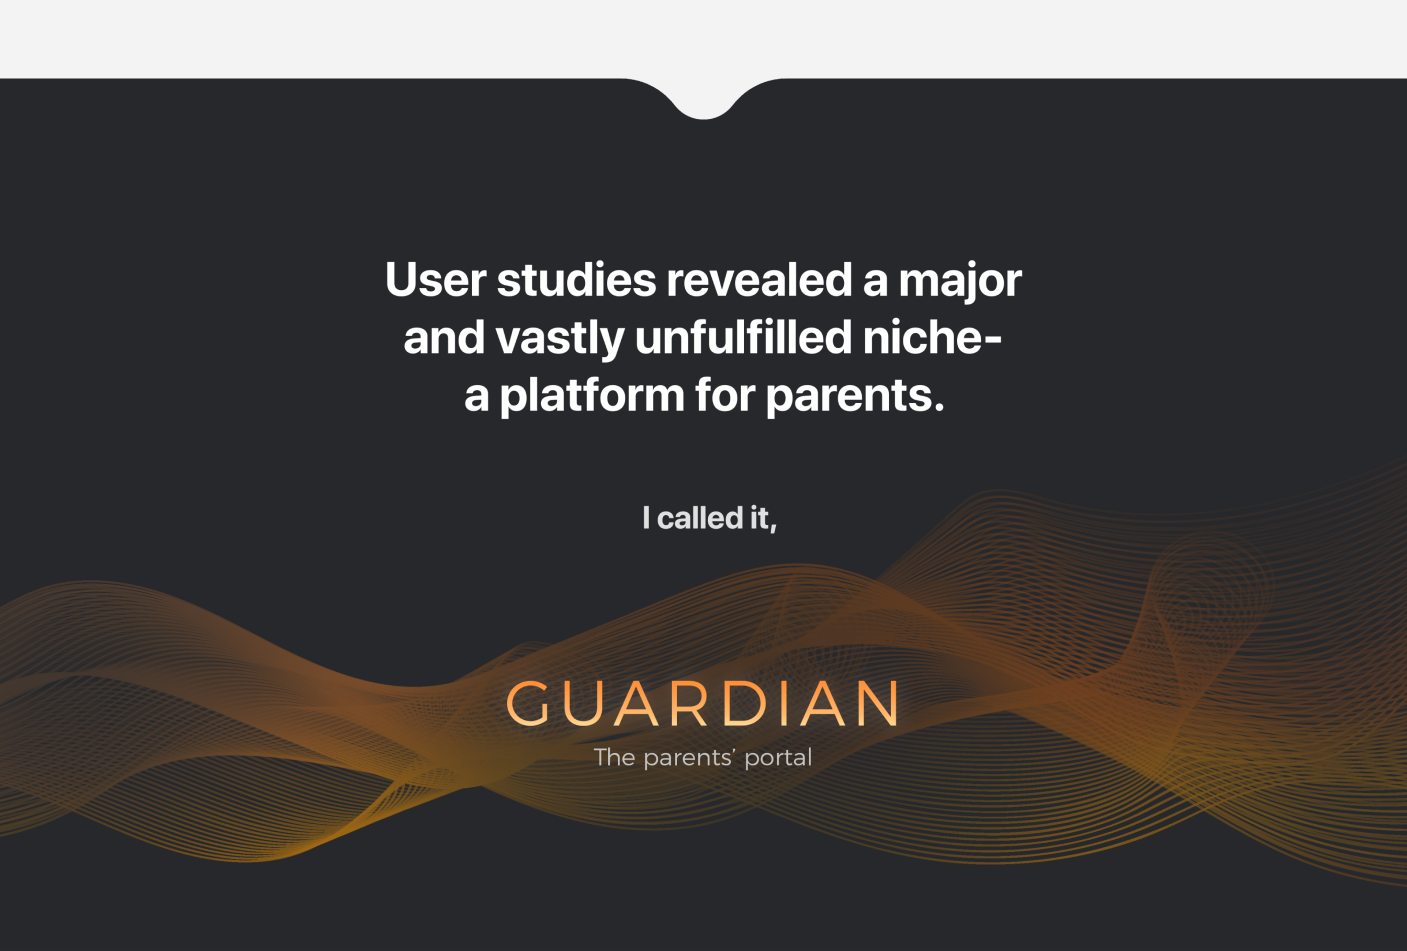 User studies revealed a major
and vastly unfulfilled niche-
a platform for parents.
I called it,
GUARDIAN
The parents’ portal